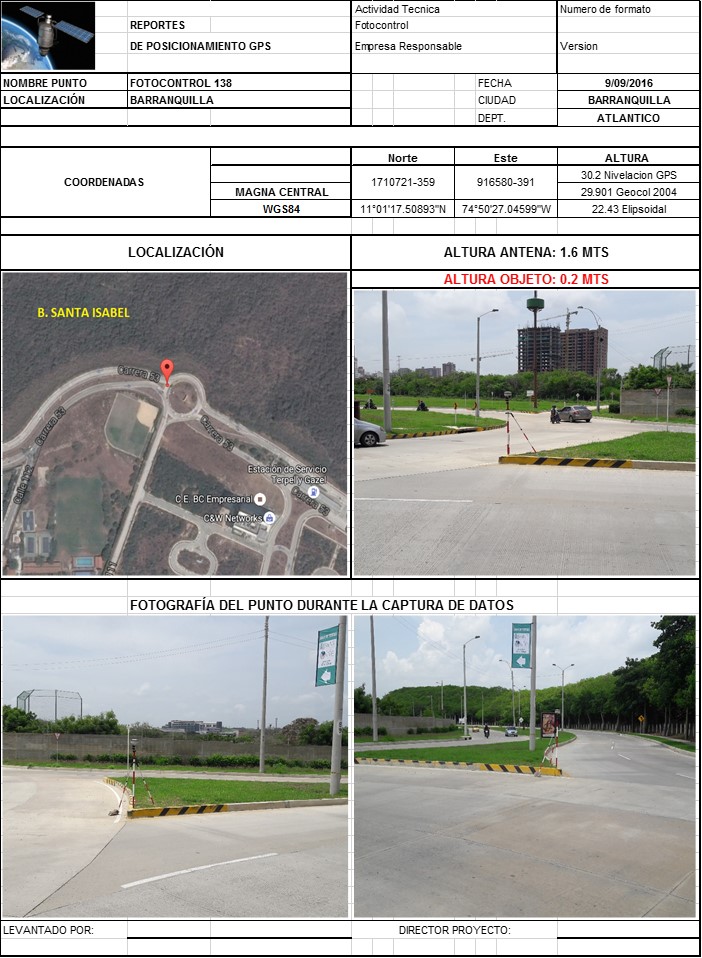 REPORTES
DE POSICIONAMIENTO GPS
Actividad Tecnica
Fotocontrol
Empresa Responsable
Numero de formato
Version
NOMBRE PUNTO FOTOCONTROL 138 FECHA 9/09/2016
LOCALIZACIÓN BARRANQUILLA CIUDAD BARRANQUILLA
DEPT. ATLANTICO
COORDENADAS
Norte Este ALTURA
1710721-359 916580-391 30.2 Nivelacion GPS
MAGNA CENTRAL 29.901 Geocol 2004
WGS84 11°01'17.50893"N 74°50'27.04599"W 22.43 Elipsoidal
LOCALIZACIÓN
ALTURA ANTENA: 1.6 MTS
ALTURA OBJETO: 0.2 MTS
B. SANTA ISABEL
Carrera 53
Carrera 53
Carrera 53
Estación de Servicio
Terpel y Gazel
C.E. BC Empresarial
C&W Networks
FOTOGRAFÍA DEL PUNTO DURANTE LA CAPTURA DE DATOS
LEVANTADO POR:
DIRECTOR PROYECTO: